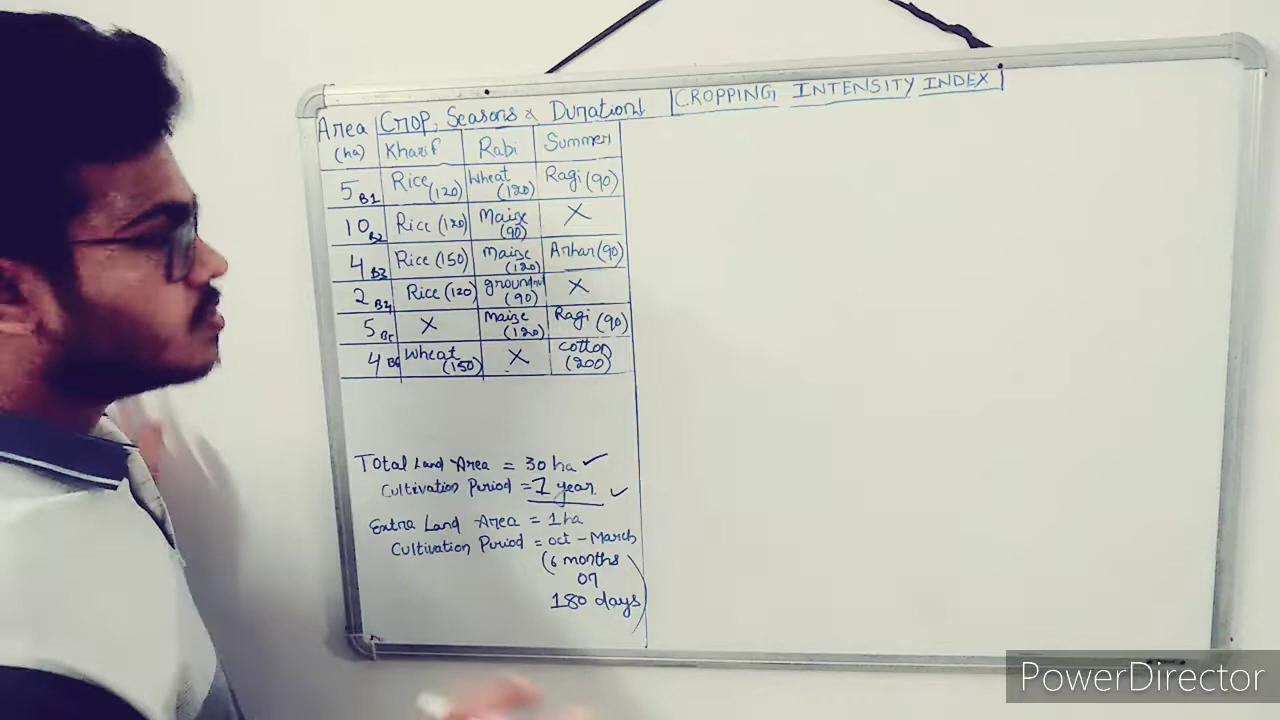 CROPPING INTENSITY INDEX
Crop, Seasons & Duration
Area (ha) Kharif Rabi Summer
5 B1 Rice (120) Wheat (120) Ragi (90)
10 B2 Rice (120) Maize (90) X
4 B3 Rice (150) Maize (120) Arhar (90)
2 B4 Rice (120) groundnut (90) X
5 B5 X Maize (120) Ragi (90)
4 B6 Wheat (150) X Cotton (200)
Total Land Area = 30 ha ✓
Cultivation Period = 1 year. ✓
Extra Land Area = 1 ha
Cultivation Period = Oct - March
(6 months
or
180 days)
PowerDirector